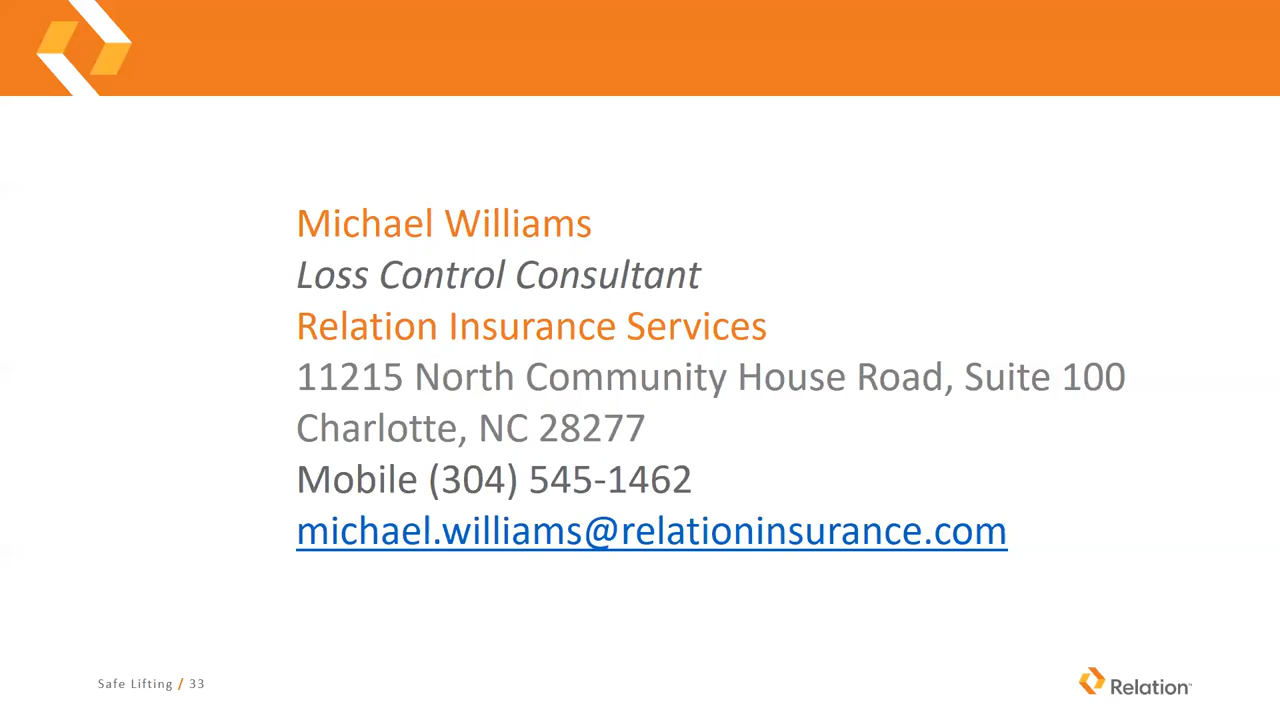 Michael Williams
Loss Control Consultant
Relation Insurance Services
11215 North Community House Road, Suite 100
Charlotte, NC 28277
Mobile (304) 545-1462
michael.williams@relationinsurance.com
Safe Lifting / 33
Relation™